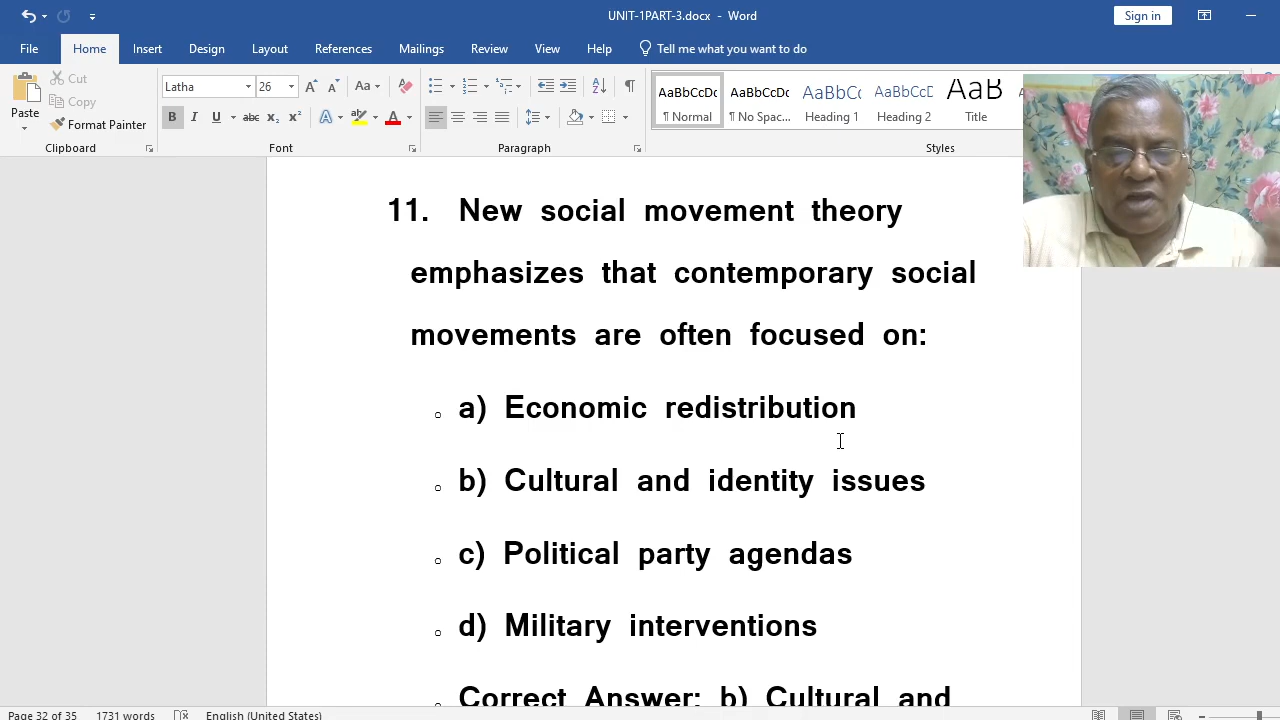 UNIT-1PART-3.docx - Word
Sign in
File Home Insert Design Layout References Mailings Review View Help Tell me what you want to do
Paste
Cut
Copy
Format Painter
Clipboard
Latha 26
Font
Paragraph
AaBbCcDc AaBbCcDc AaBbC( AaBbCcC AaB
¶ Normal ¶ No Spac... Heading 1 Heading 2 Title
Styles
11. New social movement theory
emphasizes that contemporary social
movements are often focused on:
a) Economic redistribution
b) Cultural and identity issues
c) Political party agendas
d) Military interventions
Correct Answer: b) Cultural and
Page 32 of 35 1731 words English (United States)